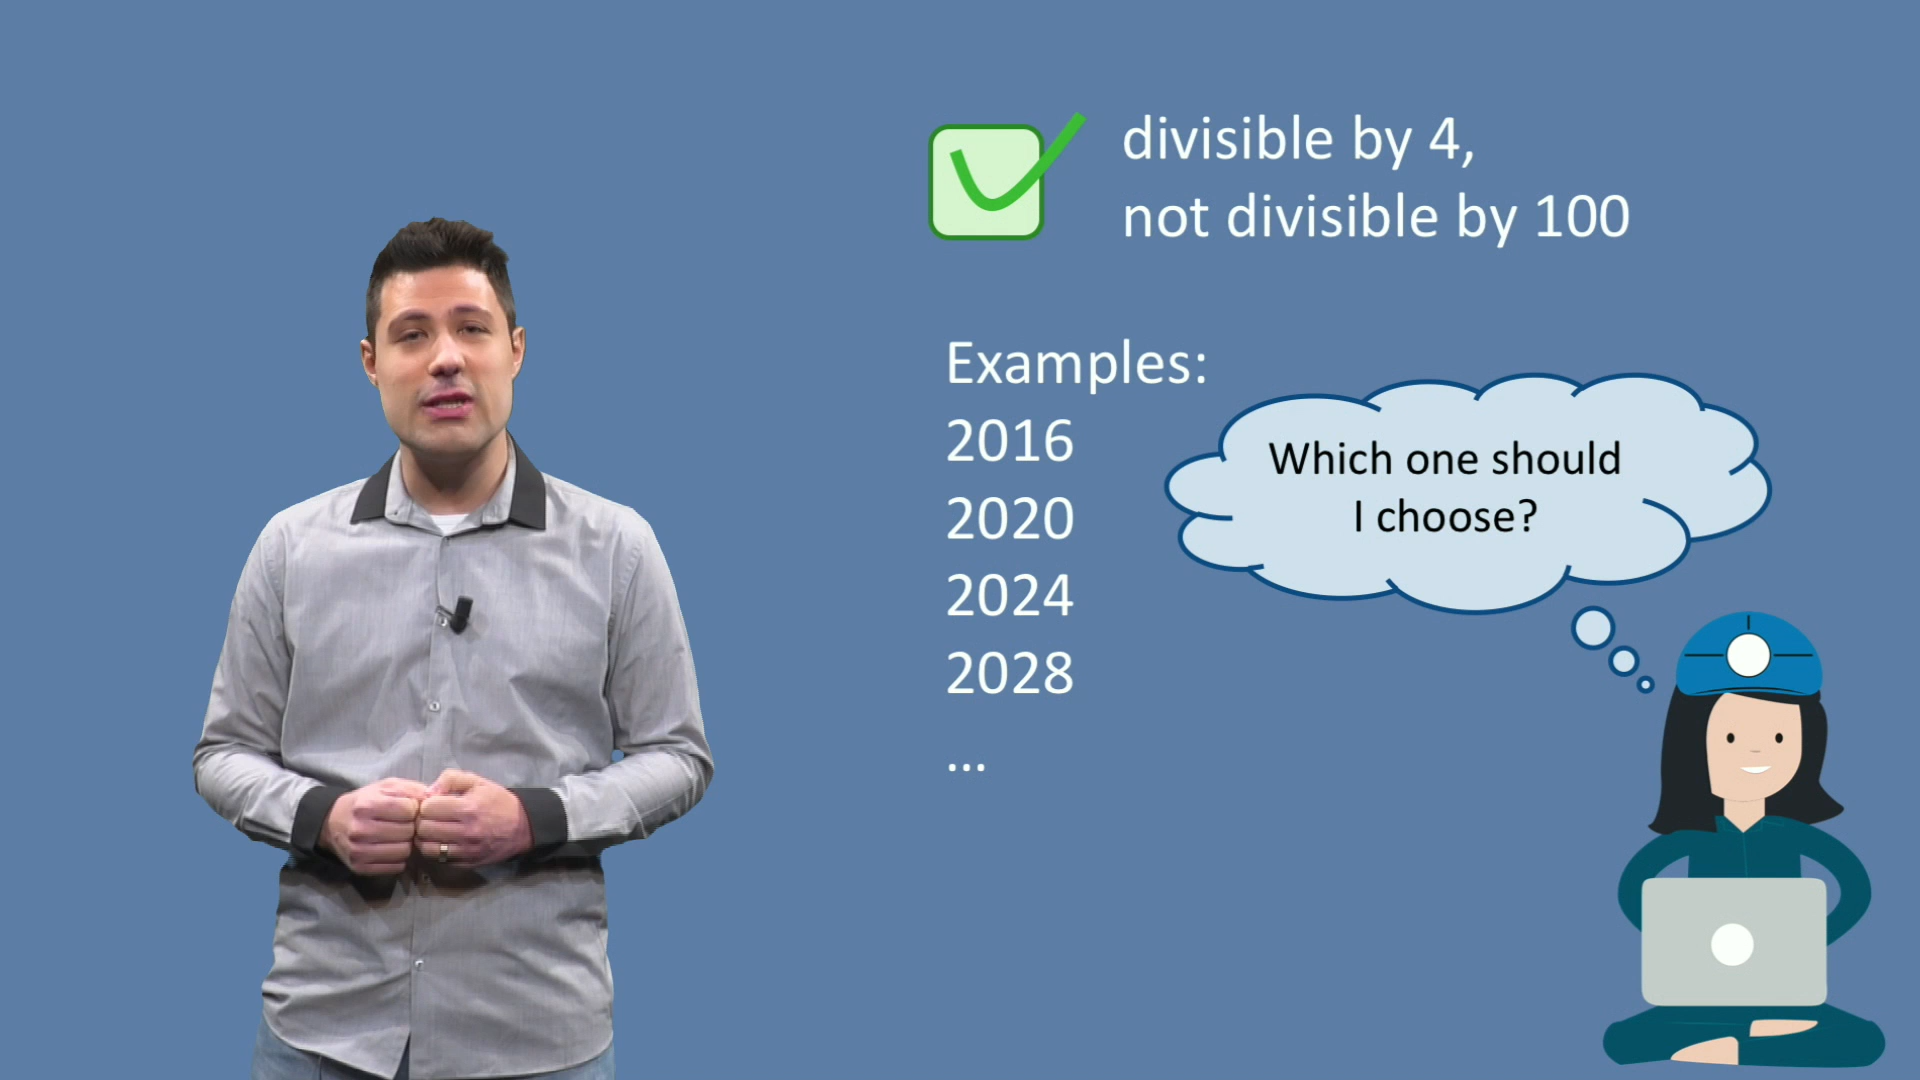 divisible by 4,
not divisible by 100
Examples:
2016
2020
2024
2028
...
Which one should
I choose?